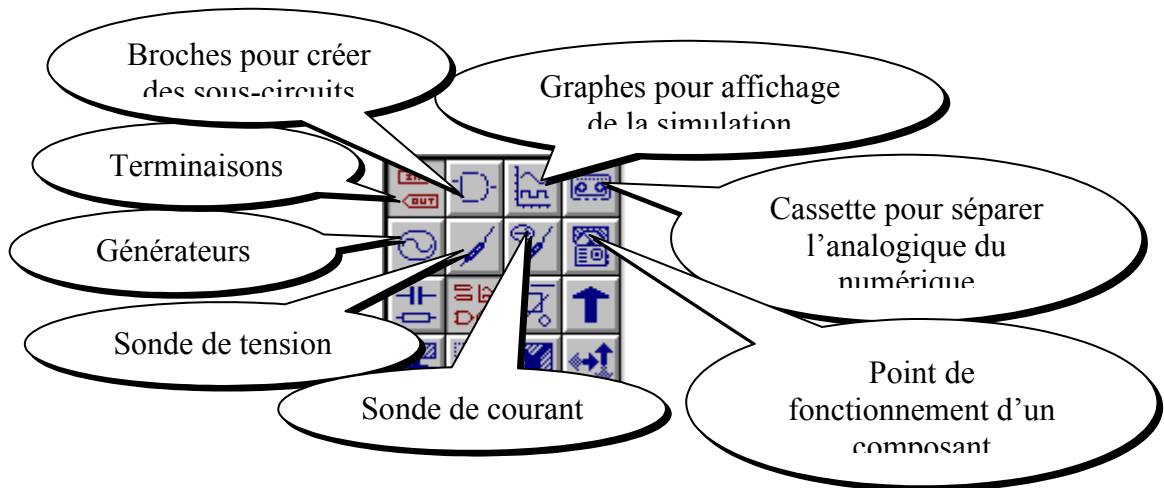 Broches pour créer
des sous-circuits
Graphes pour affichage
de la simulation
Terminaisons
OUT
Cassette pour séparer
l'analogique du
numérique
Générateurs
Sonde de tension
Point de
fonctionnement d'un
composant
Sonde de courant